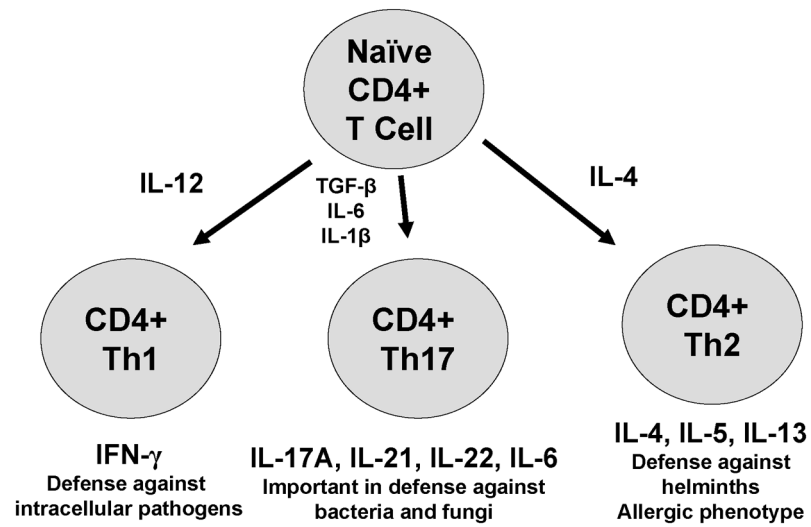 Naïve
CD4+
T Cell
IL-12
TGF-β
IL-6
IL-1β
IL-4
CD4+
Th1
CD4+
Th17
CD4+
Th2
IFN-γ
Defense against
intracellular pathogens
IL-17A, IL-21, IL-22, IL-6
Important in defense against
bacteria and fungi
IL-4, IL-5, IL-13
Defense against
helminths
Allergic phenotype